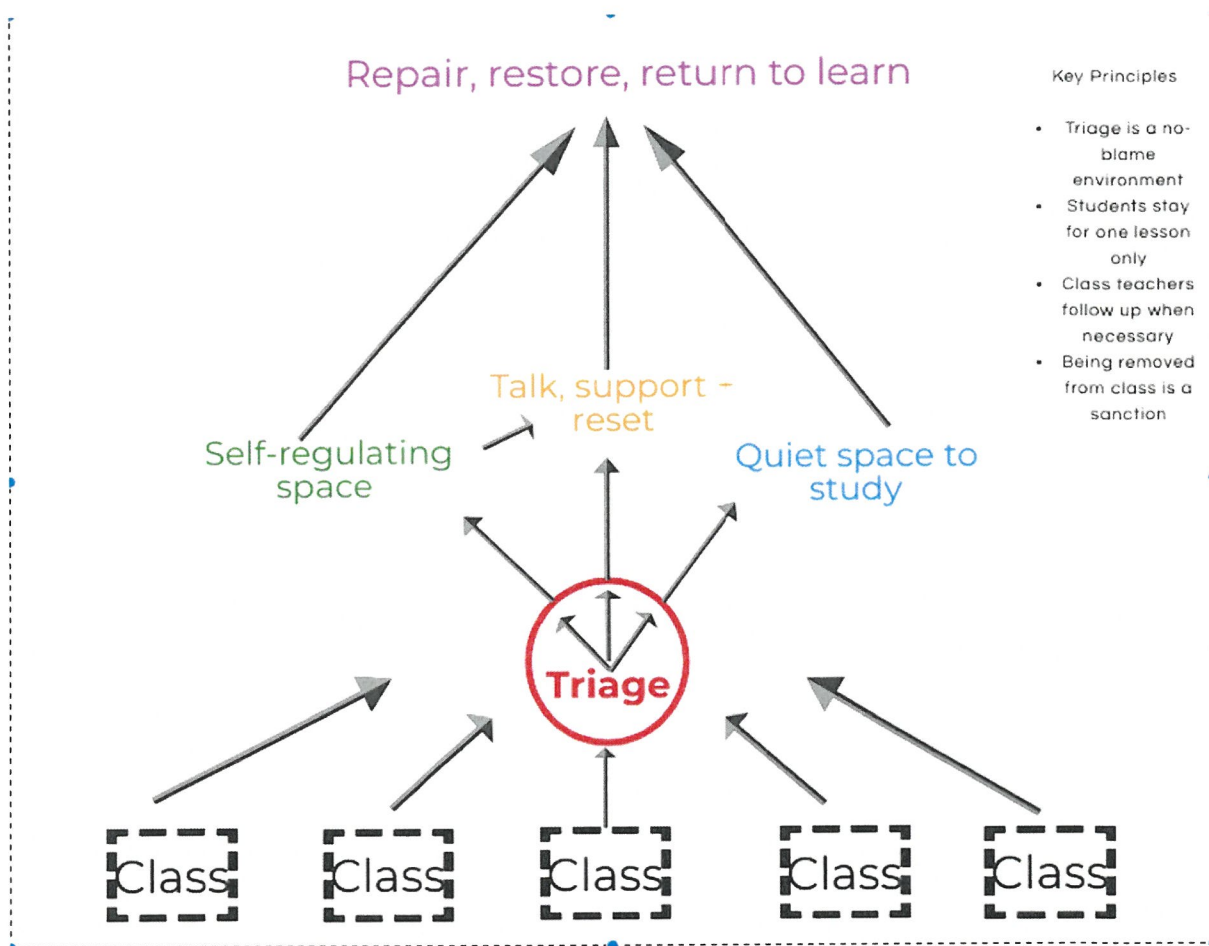 Repair, restore, return to learn
Key Principles
• Triage is a no-
blame
environment
• Students stay
for one lesson
only
• Class teachers
follow up when
necessary
• Being removed
from class is a
sanction
Talk, support -
reset
Self-regulating
space
Quiet space to
study
Triage
Class
Class
Class
Class
Class